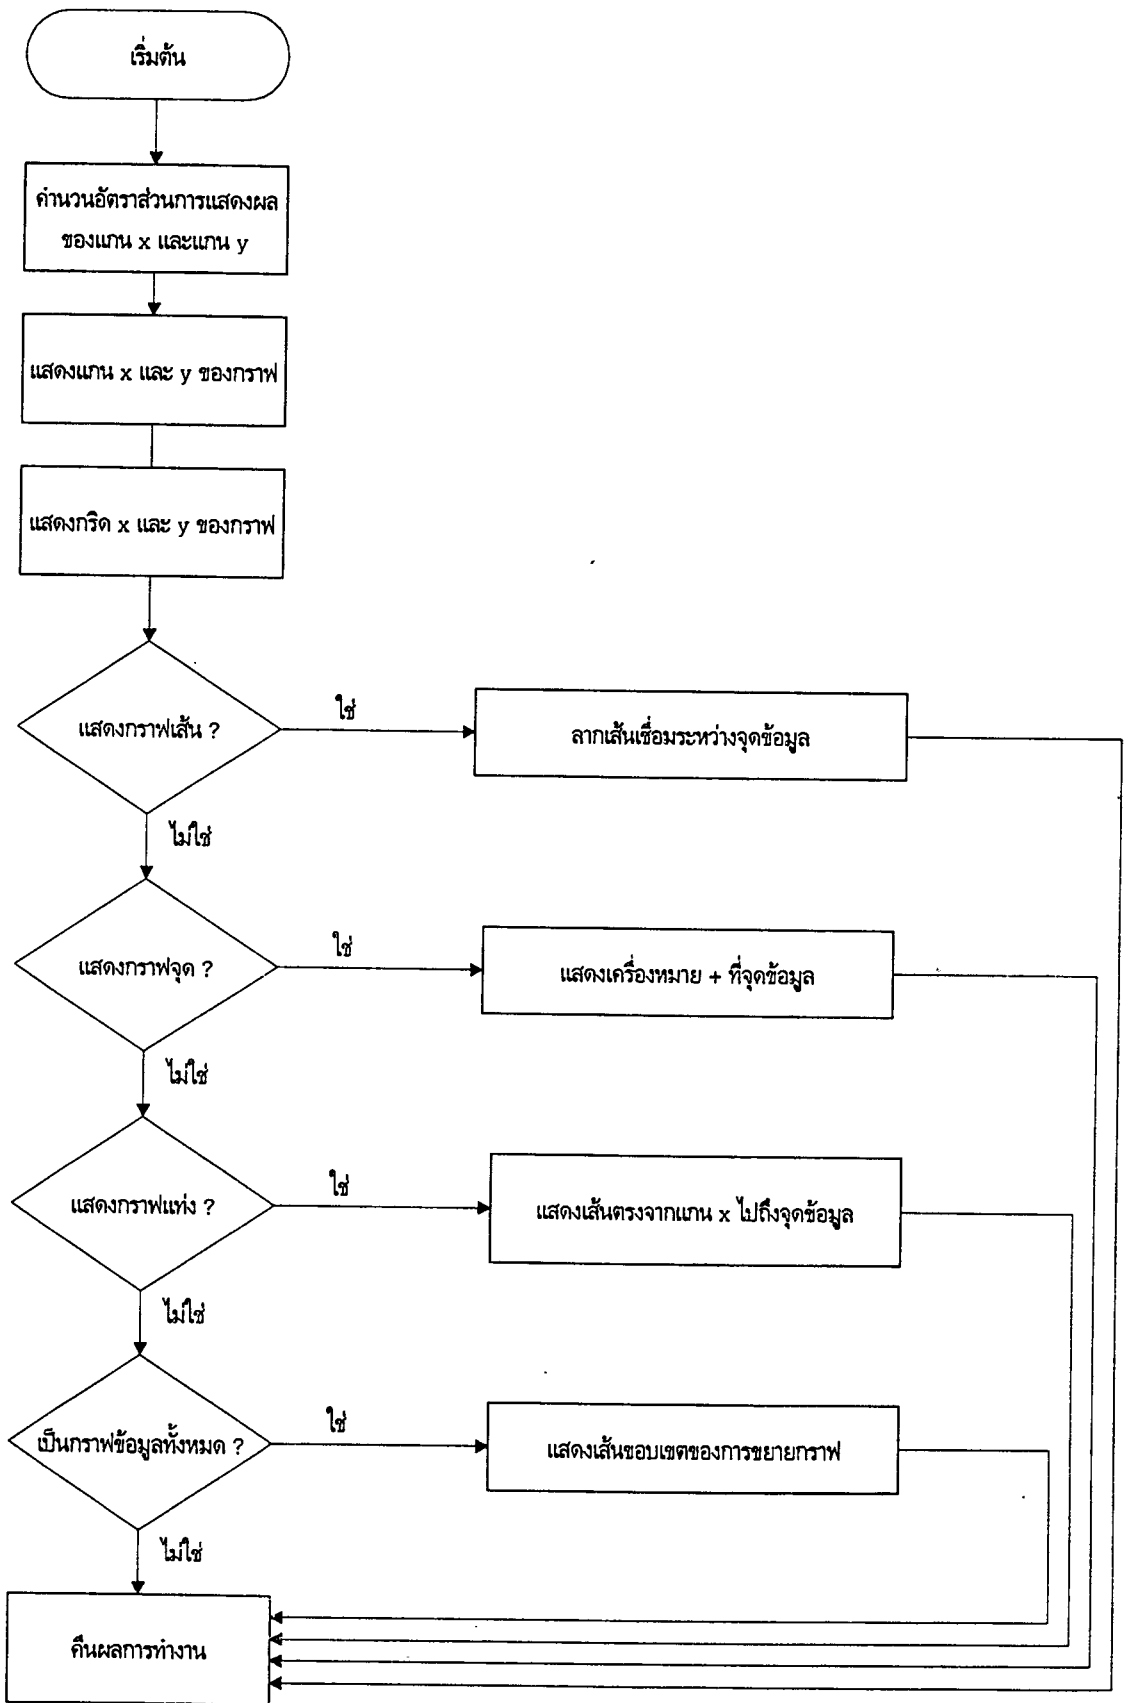 เริ่มต้น
คำนวนอัตราส่วนการแสดงผล
ของแกน x และแกน y
แสดงแกน x และ y ของกราฟ
แสดงกริด x และ y ของกราฟ
แสดงกราฟเส้น ?
ใช่
ลากเส้นเชื่อมระหว่างจุดข้อมูล
ไม่ใช่
แสดงกราฟจุด ?
ใช่
แสดงเครื่องหมาย + ที่จุดข้อมูล
ไม่ใช่
แสดงกราฟแท่ง ?
ใช่
แสดงเส้นตรงจากแกน x ไปถึงจุดข้อมูล
ไม่ใช่
เป็นกราฟข้อมูลทั้งหมด ?
ใช่
แสดงเส้นขอบเขตของการขยายกราฟ
ไม่ใช่
คืนผลการทำงาน